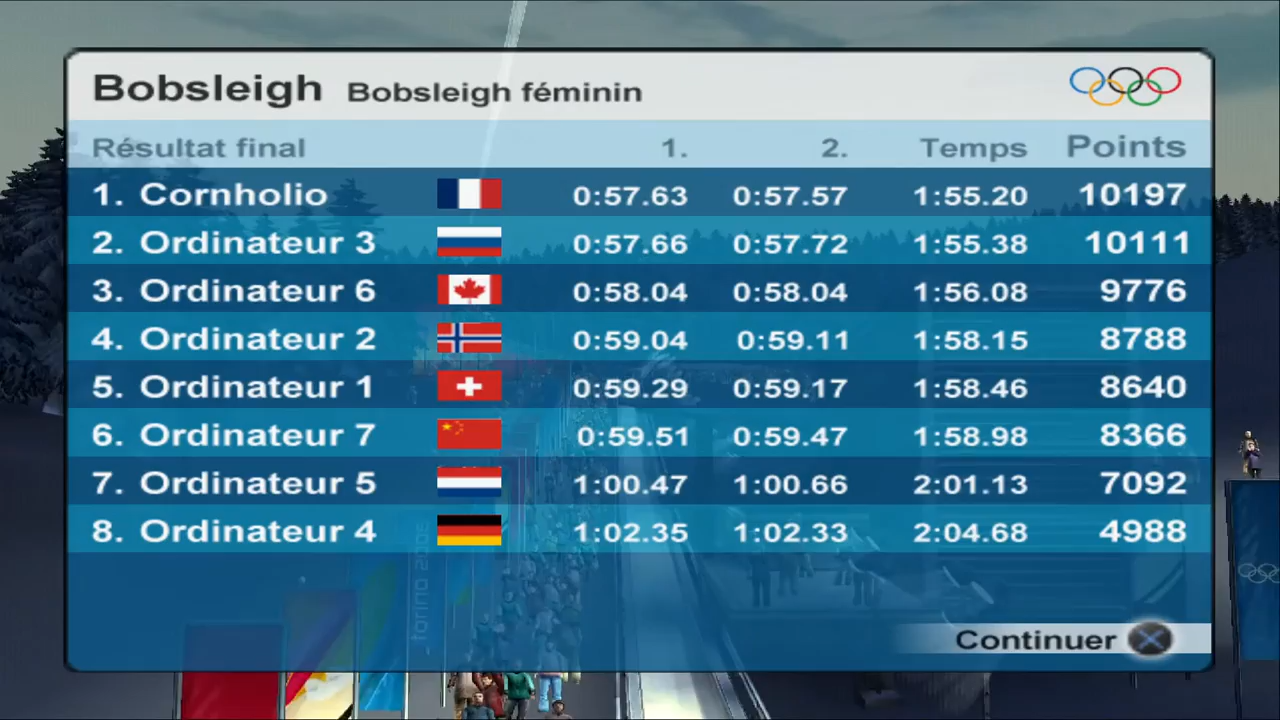 Bobsleigh Bobsleigh féminin
Résultat final 1. 2. Temps Points
1. Cornholio 0:57.63 0:57.57 1:55.20 10197
2. Ordinateur 3 0:57.66 0:57.72 1:55.38 10111
3. Ordinateur 6 0:58.04 0:58.04 1:56.08 9776
4. Ordinateur 2 0:59.04 0:59.11 1:58.15 8788
5. Ordinateur 1 0:59.29 0:59.17 1:58.46 8640
6. Ordinateur 7 0:59.51 0:59.47 1:58.98 8366
7. Ordinateur 5 1:00.47 1:00.66 2:01.13 7092
8. Ordinateur 4 1:02.35 1:02.33 2:04.68 4988
torino 2006
Continuer